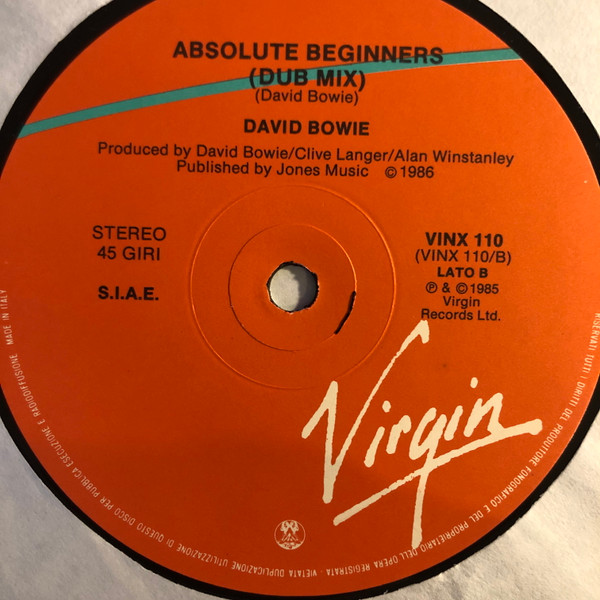 ABSOLUTE BEGINNERS
(DUB MIX)
(David Bowie)
DAVID BOWIE
Produced by David Bowie/Clive Langer/Alan Winstanley
Published by Jones Music © 1986
STEREO
45 GIRI
S.I.A.E.
VINX 110
(VINX 110/B)
LATO B
℗ & © 1985
Virgin
Records Ltd.
Virgin
RISERVATI TUTTI I DIRITTI DEL PRODUTTORE FONOGRAFICO E DEL PROPRIETARIO DELL'OPERA REGISTRATA - VIETATA DUPLICAZIONE UTILIZZAZIONE DI QUESTO DISCO PER PUBBLICA ESECUZIONE E RADIODIFFUSIONE MADE IN ITALY